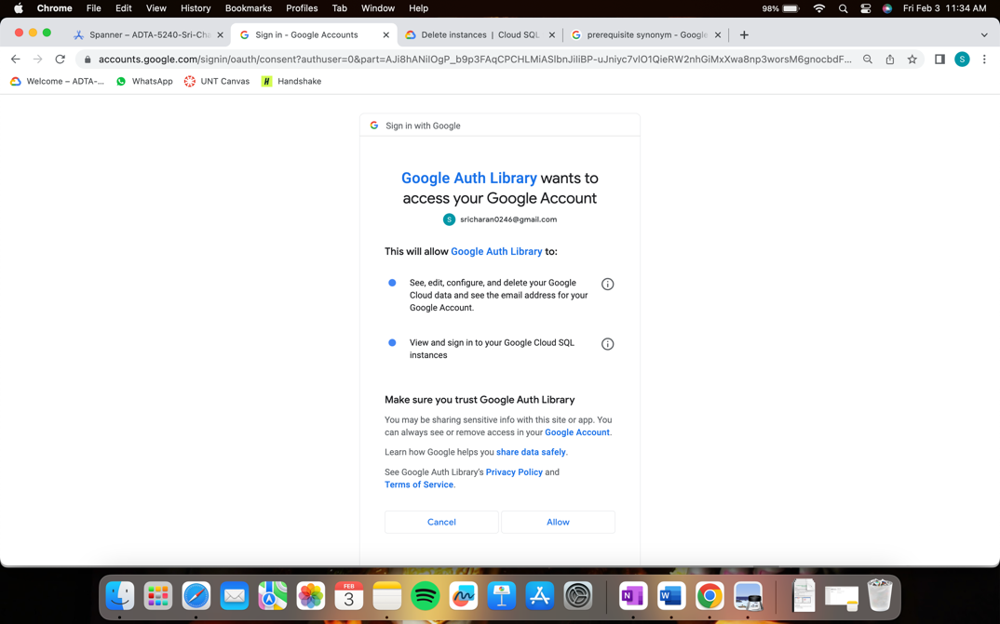 Chrome File Edit View History Bookmarks Profiles Tab Window Help 98% Fri Feb 3 11:34 AM
Spanner – ADTA-5240-Sri-Cha Sign in - Google Accounts Delete instances | Cloud SQL prerequisite synonym - Google
accounts.google.com/signin/oauth/consent?authuser=0&part=
Welcome – ADTA-... WhatsApp UNT Canvas H Handshake
G Sign in with Google
Google Auth Library wants to
access your Google Account
S sricharan0246@gmail.com
This will allow Google Auth Library to:
See, edit, configure, and delete your Google
Cloud data and see the email address for your
Google Account.
View and sign in to your Google Cloud SQL
instances
Make sure you trust Google Auth Library
You may be sharing sensitive info with this site or app. You
can always see or remove access in your Google Account.
Learn how Google helps you share data safely.
See Google Auth Library's Privacy Policy and
Terms of Service.
Cancel Allow
FEB
3